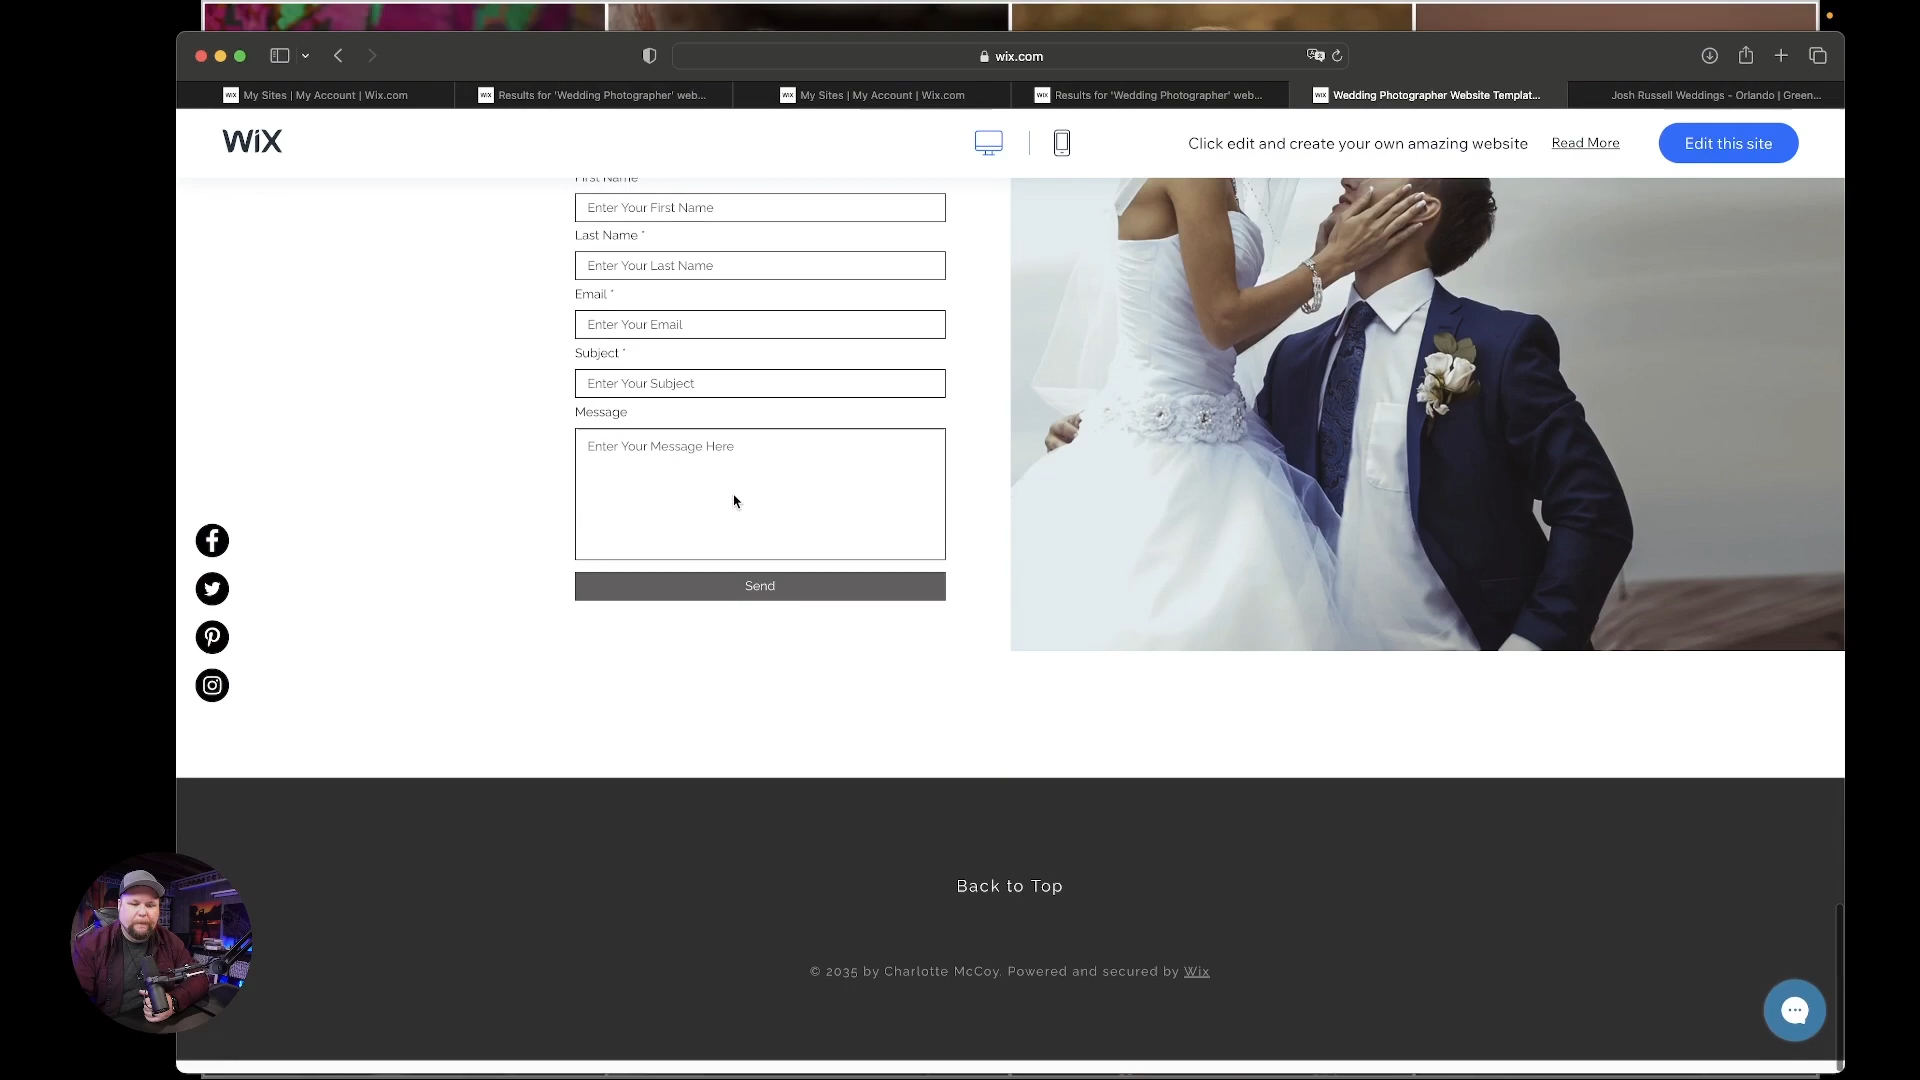 wix.com
My Sites | My Account | Wix.com
Results for 'Wedding Photographer' web...
My Sites | My Account | Wix.com
Results for 'Wedding Photographer' web...
Wedding Photographer Website Templat...
Josh Russell Weddings - Orlando | Green...
WiX
Click edit and create your own amazing website
Read More
Edit this site
First Name
Enter Your First Name
Last Name *
Enter Your Last Name
Email *
Enter Your Email
Subject *
Enter Your Subject
Message
Enter Your Message Here
Send
Back to Top
© 2035 by Charlotte McCoy. Powered and secured by Wix